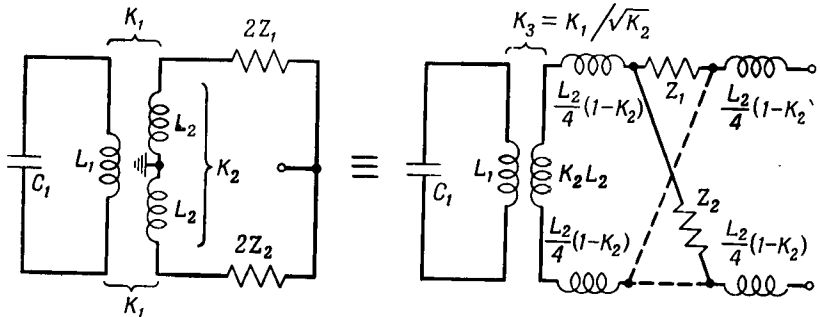 K₁
2Z₁
L₂
L₁
C₁
K₂
L₂
2Z₂
K₁
≡
K₃ = K₁ / √K₂
L₂/4 (1-K₂)
Z₁
L₂/4 (1-K₂)
L₁
K₂L₂
C₁
Z₂
L₂/4 (1-K₂)
L₂/4 (1-K₂)